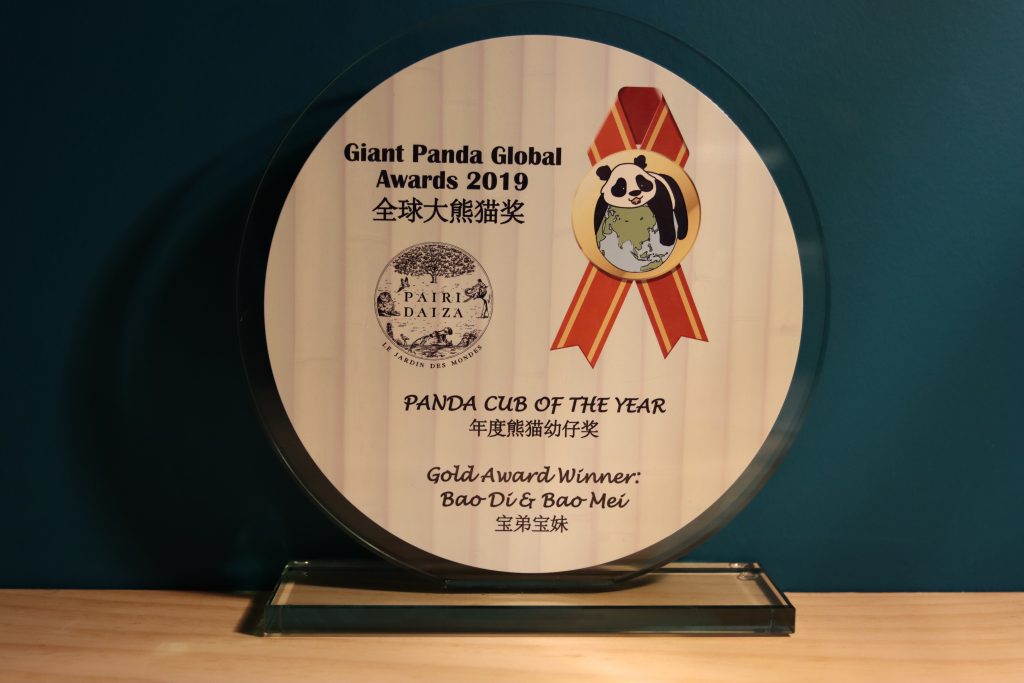 Giant Panda Global
Awards 2019
全球大熊猫奖
PAIRI
DAIZA
LE JARDIN DES MONDES
PANDA CUB OF THE YEAR
年度熊猫幼仔奖
Gold Award Winner:
Bao Di & Bao Mei
宝弟宝妹